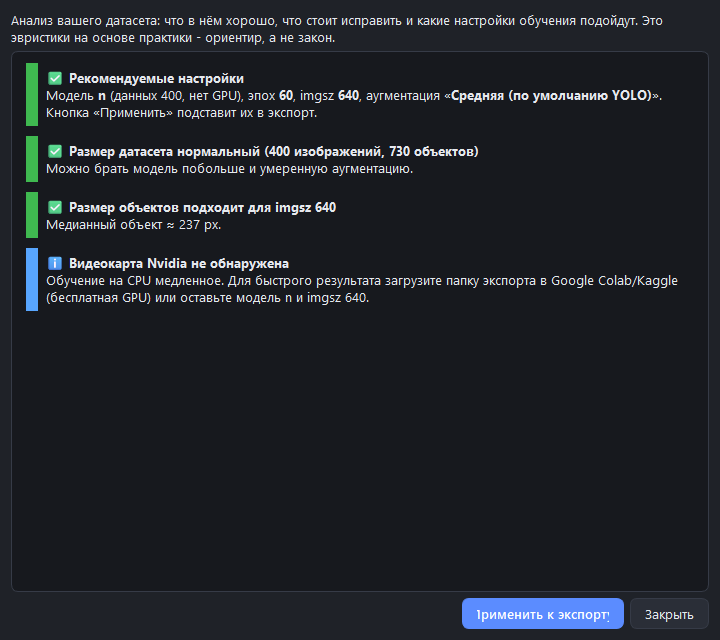 Анализ вашего датасета: что в нём хорошо, что стоит исправить и какие настройки обучения подойдут. Это
эвристики на основе практики - ориентир, а не закон.
Рекомендуемые настройки
Модель n (данных 400, нет GPU), эпох 60, imgsz 640, аугментация «Средняя (по умолчанию YOLO)».
Кнопка «Применить» подставит их в экспорт.
Размер датасета нормальный (400 изображений, 730 объектов)
Можно брать модель побольше и умеренную аугментацию.
Размер объектов подходит для imgsz 640
Медианный объект ≈ 237 px.
Видеокарта Nvidia не обнаружена
Обучение на CPU медленное. Для быстрого результата загрузите папку экспорта в Google Colab/Kaggle
(бесплатная GPU) или оставьте модель n и imgsz 640.
Применить к экспорту
Закрыть